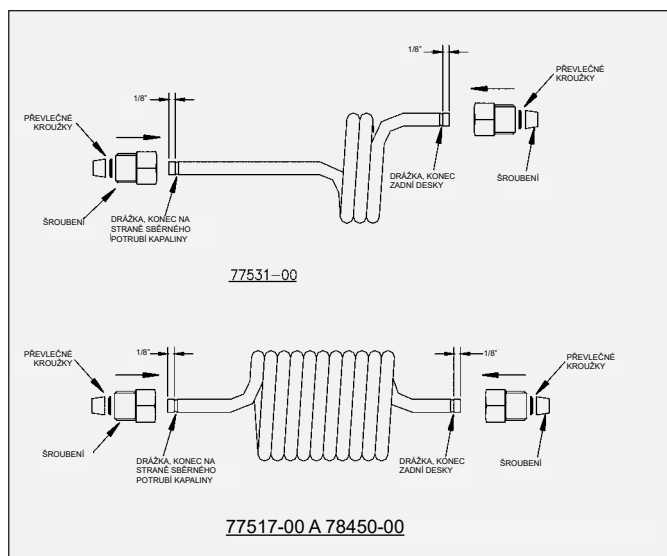 1/8"
PŘEVLEČNÉ
KROUŽKY
1/8"
PŘEVLEČNÉ
KROUŽKY
DRÁŽKA, KONEC
ZADNÍ DESKY
ŠROUBENÍ
ŠROUBENÍ
DRÁŽKA, KONEC NA
STRANĚ SBĚRNÉHO
POTRUBÍ KAPALINY
77531-00
1/8"
1/8"
PŘEVLEČNÉ
KROUŽKY
PŘEVLEČNÉ
KROUŽKY
ŠROUBENÍ
DRÁŽKA, KONEC NA
STRANĚ SBĚRNÉHO
POTRUBÍ KAPALINY
DRÁŽKA, KONEC
ZADNÍ DESKY
ŠROUBENÍ
77517-00 A 78450-00